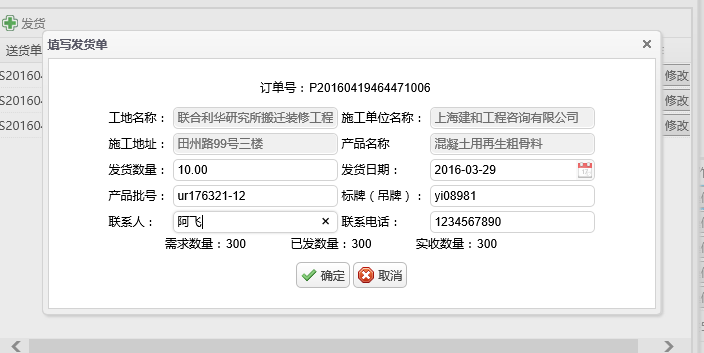 发货
送货单
填写发货单
订单号：P20160419464471006
工地名称： 联合利华研究所搬迁装修工程 施工单位名称： 上海建和工程咨询有限公司
施工地址： 田州路99号三楼 产品名称 混凝土用再生粗骨料
发货数量： 10.00 发货日期： 2016-03-29
产品批号： ur176321-12 标牌（吊牌）： yi08981
联系人： 阿飞 联系电话： 1234567890
需求数量：300 已发数量：300 实收数量：300
确定 取消
S20160 修改
S20160 修改
S20160 修改